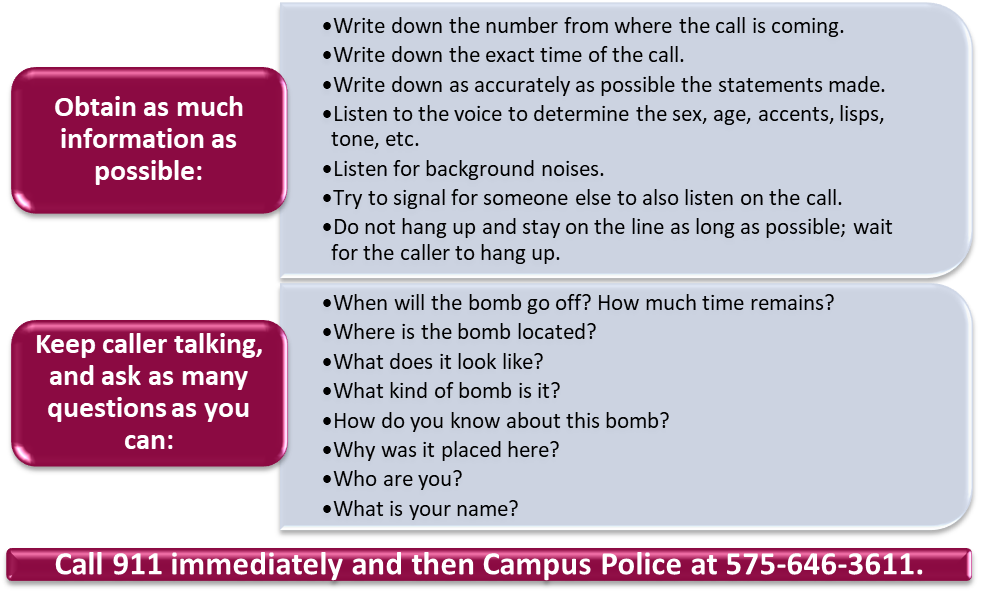 Obtain as much
information as
possible:
•Write down the number from where the call is coming.
•Write down the exact time of the call.
•Write down as accurately as possible the statements made.
•Listen to the voice to determine the sex, age, accents, lisps,
tone, etc.
•Listen for background noises.
•Try to signal for someone else to also listen on the call.
•Do not hang up and stay on the line as long as possible; wait
for the caller to hang up.
Keep caller talking,
and ask as many
questions as you
can:
•When will the bomb go off? How much time remains?
•Where is the bomb located?
•What does it look like?
•What kind of bomb is it?
•How do you know about this bomb?
•Why was it placed here?
•Who are you?
•What is your name?
Call 911 immediately and then Campus Police at 575-646-3611.